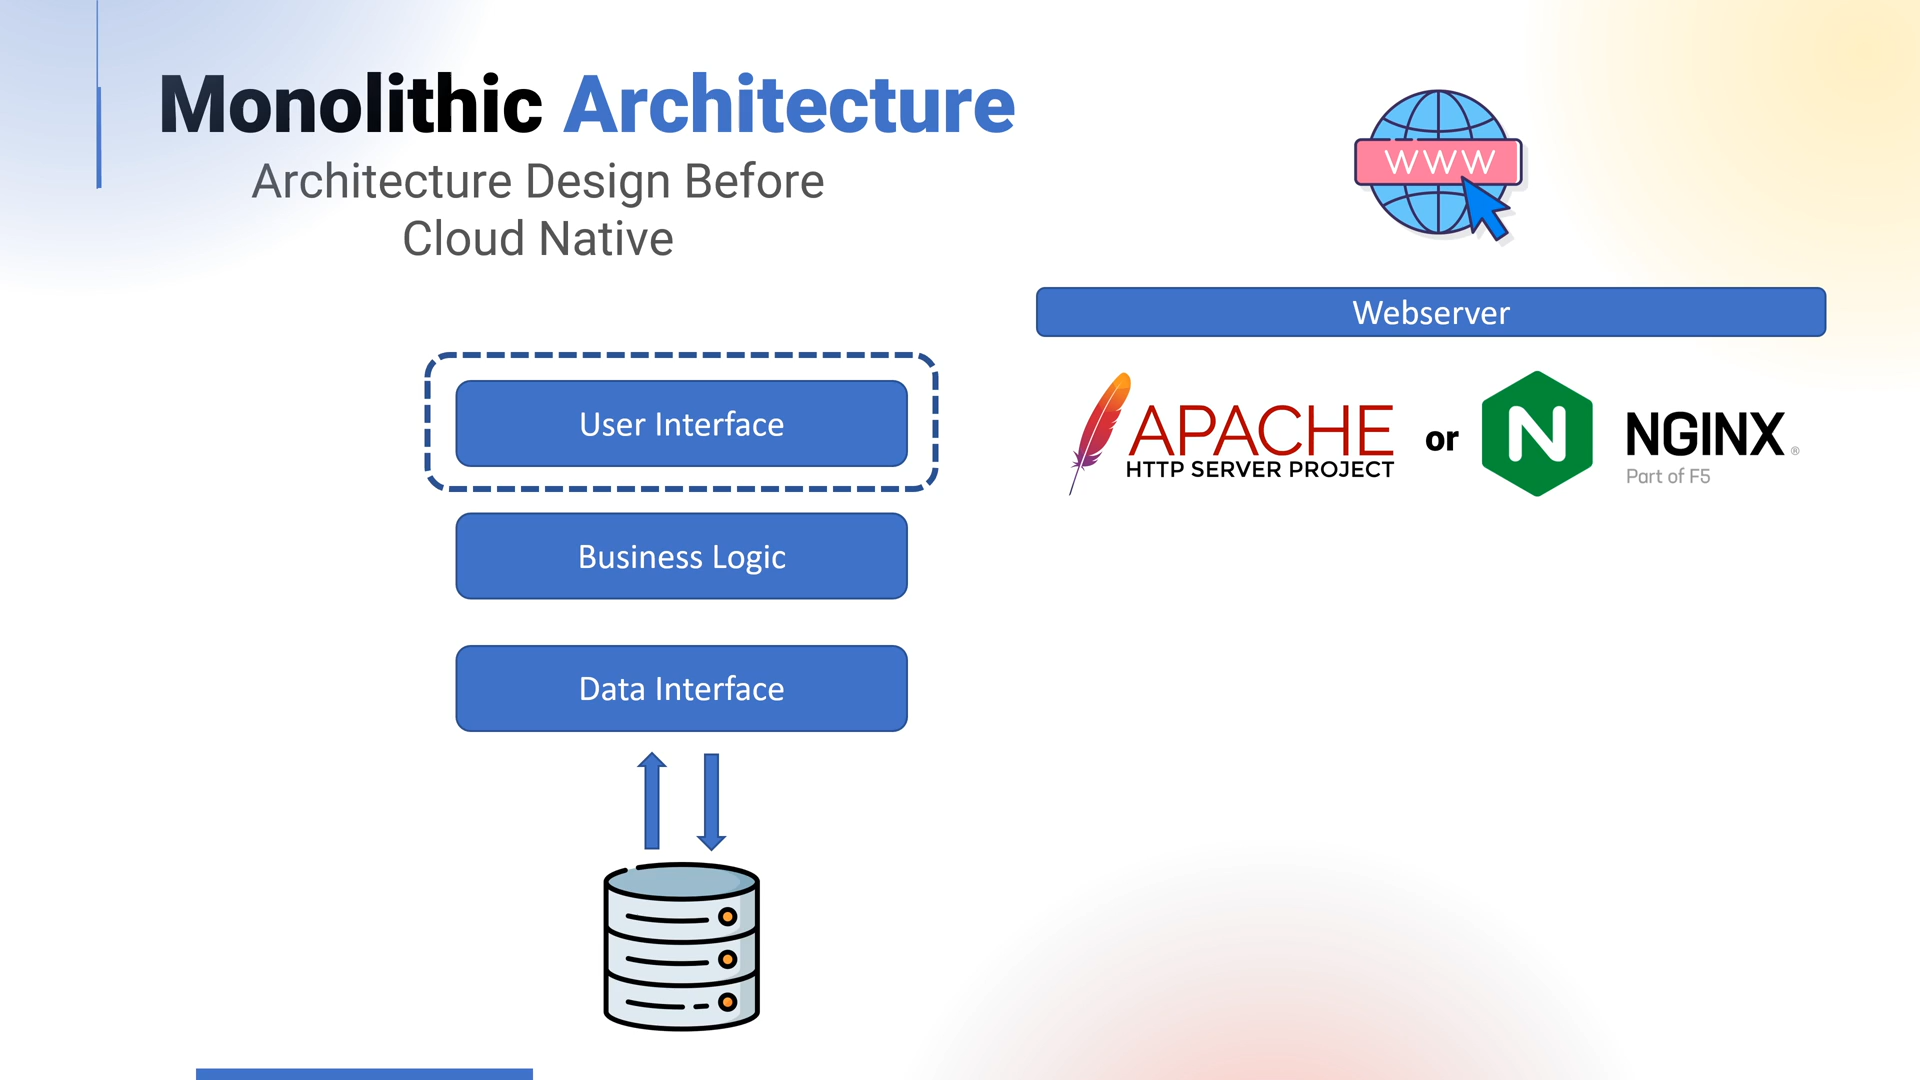 Monolithic Architecture
Architecture Design Before
Cloud Native
WWW
Webserver
APACHE
HTTP SERVER PROJECT
or
N
NGINX®
Part of F5
User Interface
Business Logic
Data Interface